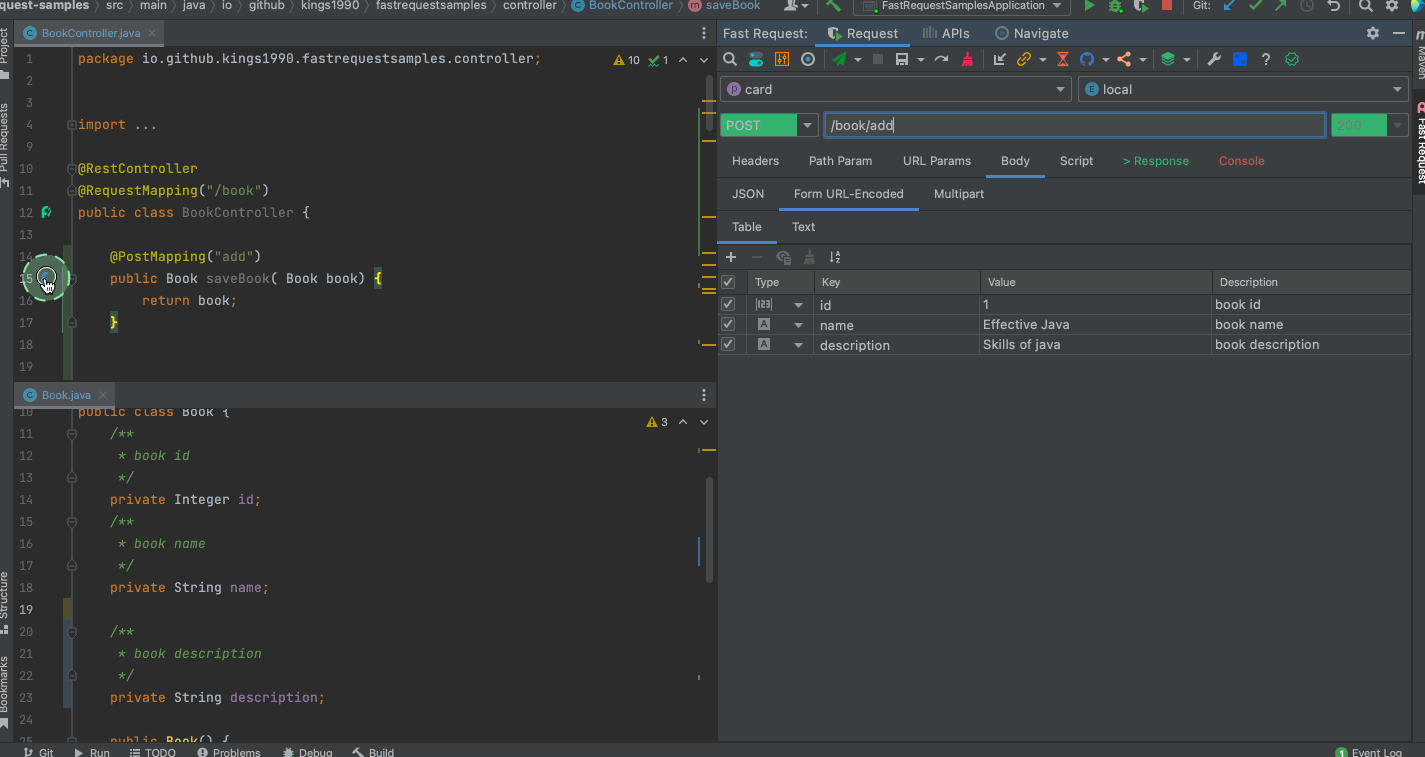 quest-samples › src › main › java › io › github › kings1990 › fastrequestsamples › controller › BookController › saveBook
FastRequestSamplesApplication
Git:
BookController.java
Fast Request:
Request
APIs
Navigate
Project
Pull Requests
Structure
Bookmarks
Maven
Fast Request
1 package io.github.kings1990.fastrequestsamples.controller;
10 1
2
3
4 import ...
9
10 @RestController
11 @RequestMapping("/book")
12 public class BookController {
13
14 @PostMapping("add")
15 public Book saveBook( Book book) {
16 return book;
17 }
18
19
card
local
POST
/book/add
200
Headers
Path Param
URL Params
Body
Script
> Response
Console
JSON
Form URL-Encoded
Multipart
Table
Text
Type Key Value Description
123 id 1 book id
A name Effective Java book name
A description Skills of java book description
Book.java
10 public class Book {
3
11 /**
12 * book id
13 */
14 private Integer id;
15 /**
16 * book name
17 */
18 private String name;
19
20 /**
21 * book description
22 */
23 private String description;
24
25 public Book() {
Git
Run
TODO
Problems
Debug
Build
1 Event Log